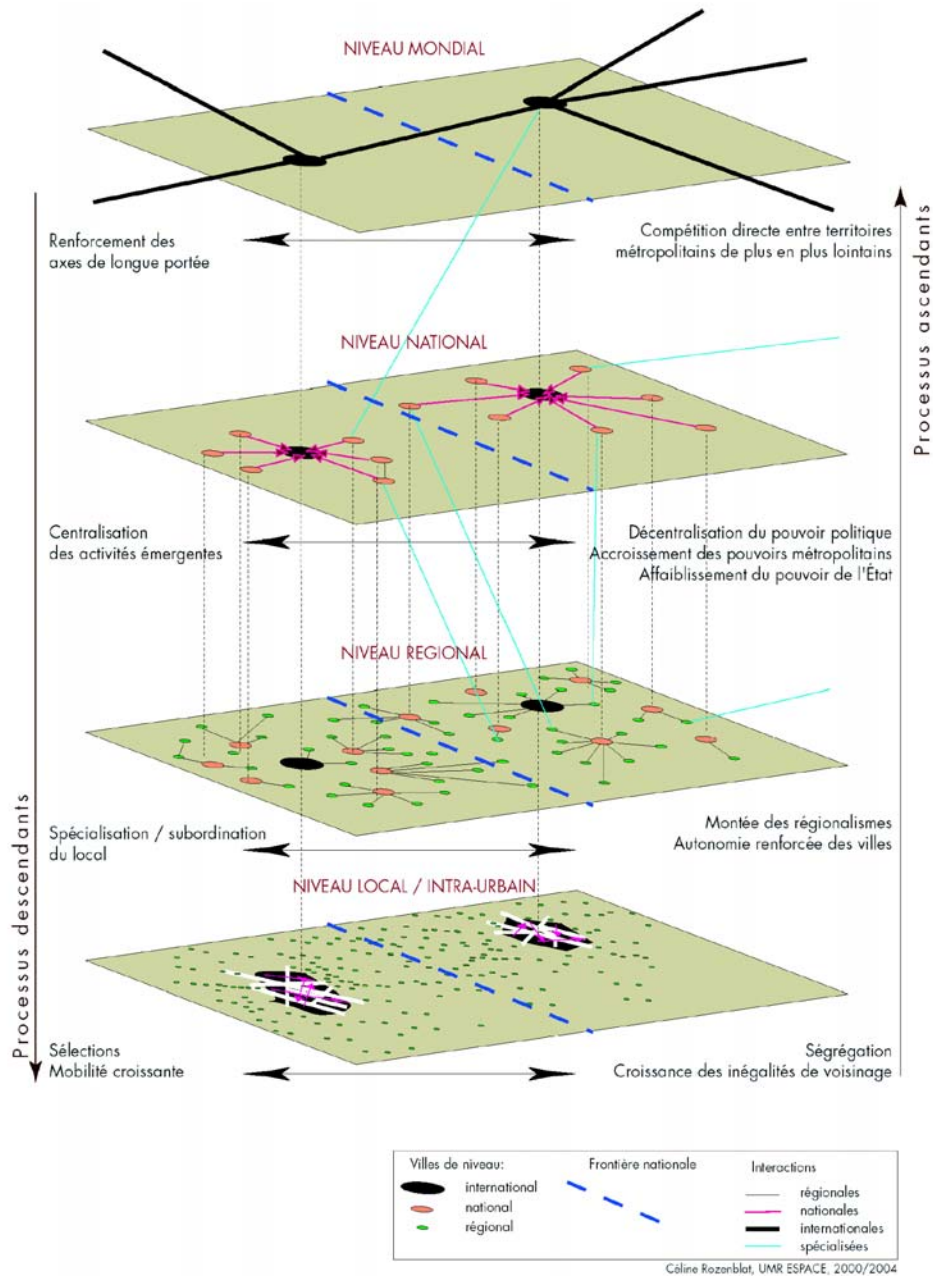 NIVEAU MONDIAL
Renforcement des
axes de longue portée
Compétition directe entre territoires
métropolitains de plus en plus lointains
Processus ascendants
NIVEAU NATIONAL
Centralisation
des activités émergentes
Décentralisation du pouvoir politique
Accroissement des pouvoirs métropolitains
Affaiblissement du pouvoir de l'État
NIVEAU REGIONAL
Spécialisation / subordination
du local
Montée des régionalismes
Autonomie renforcée des villes
Processus descendants
NIVEAU LOCAL / INTRA-URBAIN
Sélections
Mobilité croissante
Ségrégation
Croissance des inégalités de voisinage
Villes de niveau:
international
national
régional
Frontière nationale
Interactions
régionales
nationales
internationales
spécialisées
Céline Rozenblat, UMR ESPACE, 2000/2004